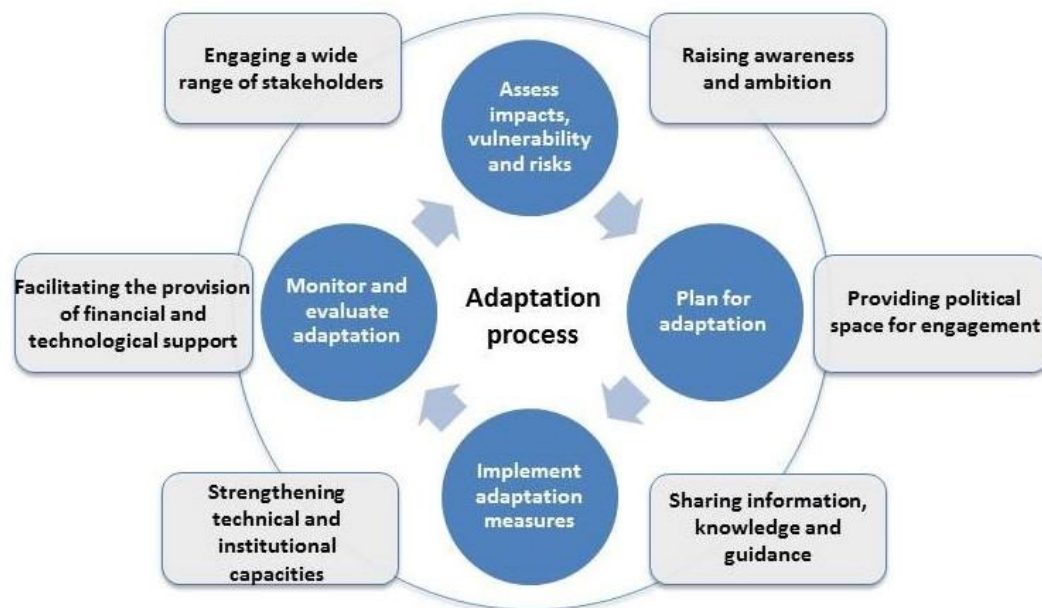 Engaging a wide
range of stakeholders
Raising awareness
and ambition
Assess
impacts,
vulnerability
and risks
Facilitating the provision
of financial and
technological support
Monitor and
evaluate
adaptation
Adaptation
process
Plan for
adaptation
Providing political
space for engagement
Strengthening
technical and
institutional
capacities
Implement
adaptation
measures
Sharing information,
knowledge and
guidance